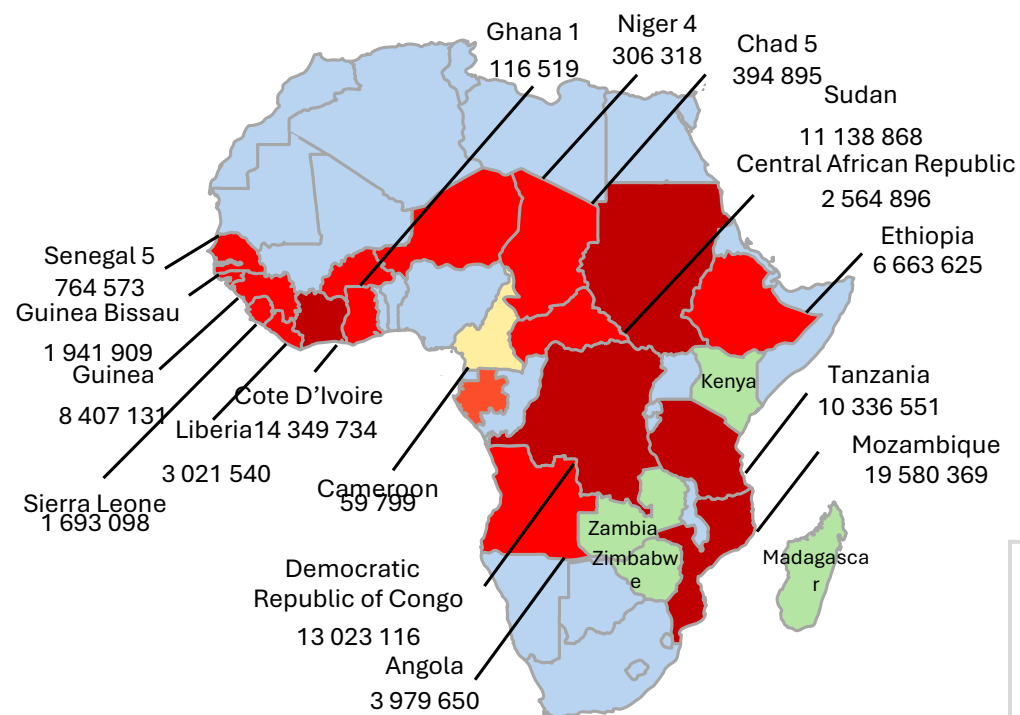 Ghana 1
116 519
Niger 4
306 318
Chad 5
394 895
Sudan
11 138 868
Central African Republic
2 564 896
Ethiopia
6 663 625
Senegal 5
764 573
Guinea Bissau
1 941 909
Guinea
8 407 131
Cote D’Ivoire
14 349 734
Liberia
3 021 540
Sierra Leone
1 693 098
Cameroon
59 799
Kenya
Tanzania
10 336 551
Mozambique
19 580 369
Zambia
Zimbabw
e
Madagasca
r
Democratic
Republic of Congo
13 023 116
Angola
3 979 650